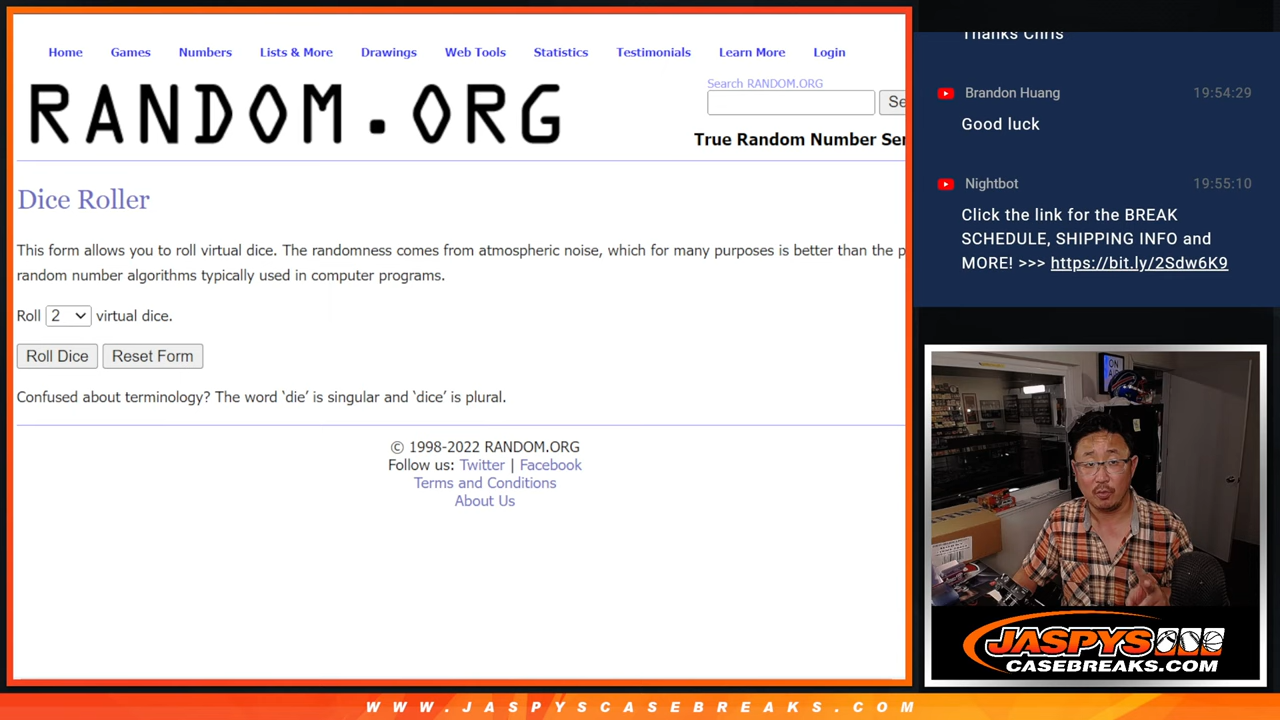 Home Games Numbers Lists & More Drawings Web Tools Statistics Testimonials Learn More Login
RANDOM.ORG
Search RANDOM.ORG
Se
True Random Number Ser
Dice Roller
This form allows you to roll virtual dice. The randomness comes from atmospheric noise, which for many purposes is better than the p
random number algorithms typically used in computer programs.
Roll 2 virtual dice.
Roll Dice Reset Form
Confused about terminology? The word ‘die’ is singular and ‘dice’ is plural.
© 1998-2022 RANDOM.ORG
Follow us: Twitter | Facebook
Terms and Conditions
About Us
Thanks Chris
Brandon Huang 19:54:29
Good luck
Nightbot 19:55:10
Click the link for the BREAK
SCHEDULE, SHIPPING INFO and
MORE! >>> https://bit.ly/2Sdw6K9
ON
JASPYS
CASEBREAKS.COM
WWW.JASPYSCASEBREAKS.COM